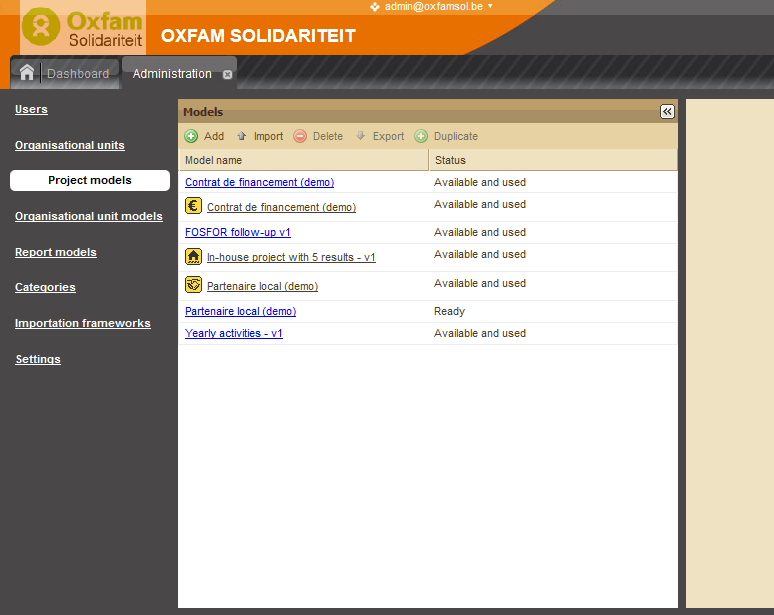 admin@oxfamsol.be
Oxfam
Solidariteit
OXFAM SOLIDARITEIT
Dashboard
Administration
Users
Organisational units
Project models
Organisational unit models
Report models
Categories
Importation frameworks
Settings
Models
Add Import Delete Export Duplicate
Model name Status
Contrat de financement (demo) Available and used
€ Contrat de financement (demo) Available and used
FOSFOR follow-up v1 Available and used
In-house project with 5 results - v1 Available and used
Partenaire local (demo) Available and used
Partenaire local (demo) Ready
Yearly activities - v1 Available and used